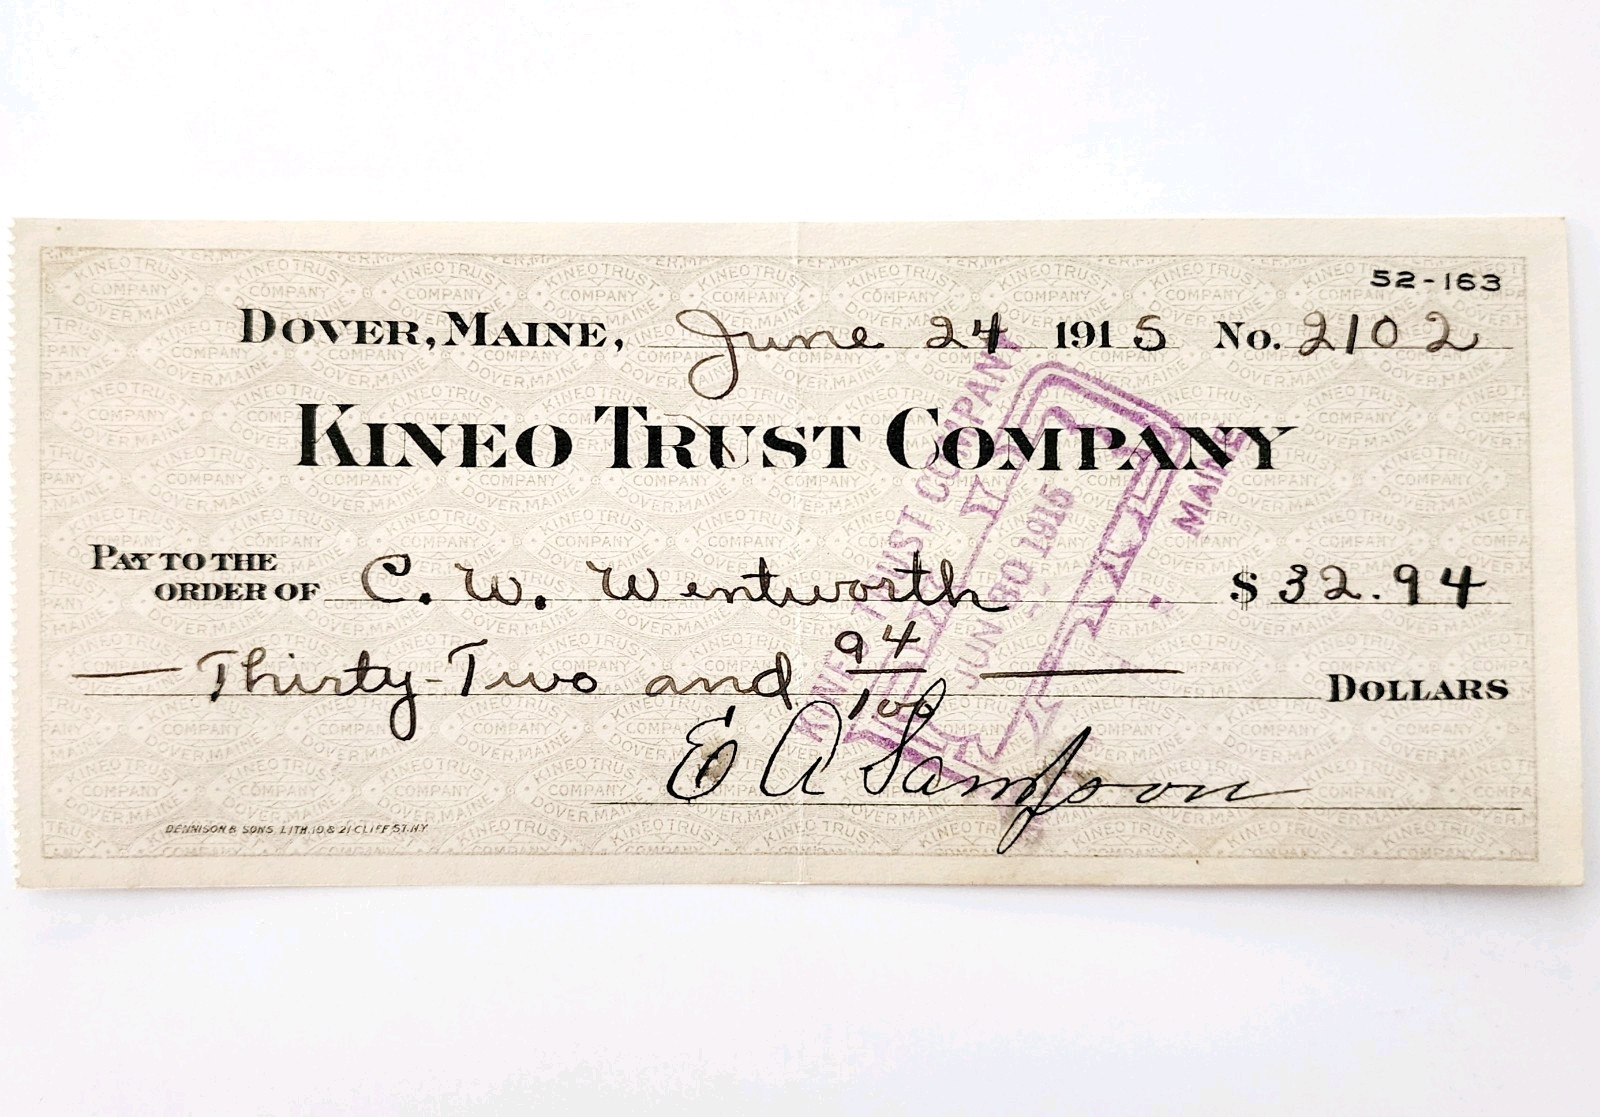 52-163
DOVER, MAINE, June 24 1915 No. 2102
KINEO TRUST COMPANY
PAY TO THE
ORDER OF C. W. Wentworth $ 32.94
— Thirty-Two and 94/100 — DOLLARS
E A Sampson
DENNISON & SONS LITH. 19 & 21 CLIFF ST. N.Y.
KINEO TRUST COMPANY
PAID
JUN 30 1915
MAINE